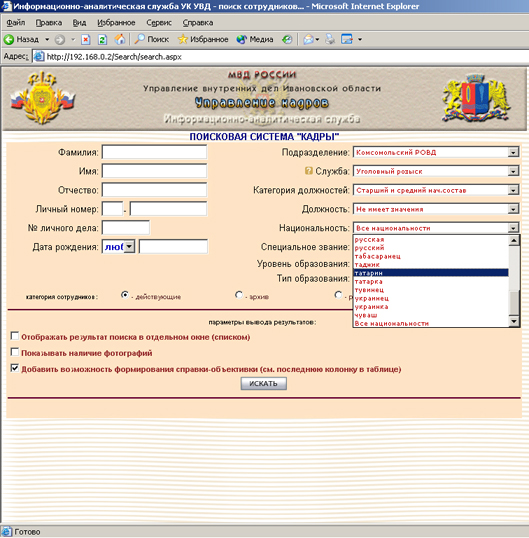 Информационно-аналитическая служба УК УВД - поиск сотрудников... - Microsoft Internet Explorer
Файл Правка Вид Избранное Сервис Справка
Назад Поиск Избранное Медиа
Адрес: http://192.168.0.2/Search/search.aspx
МВД РОССИИ
Управление внутренних дел Ивановской области
Управление кадров
Информационно-аналитическая служба
ПОИСКОВАЯ СИСТЕМА "КАДРЫ"
Фамилия: Подразделение: Комсомольский РОВД
Имя: ? Служба: Уголовный розыск
Отчество: Категория должностей: Старший и средний нач.состав
Личный номер: - Должность: Не имеет значения
№ личного дела: Национальность: Все национальности
Дата рождения: люб Специальное звание:
Уровень образования:
Тип образования:
русская
русский
табасаранец
таджик
татарин
татарка
тувинец
украинец
украинка
чуваш
Все национальности
категория сотрудников: - действующие - архив - р
параметры вывода результатов:
Отображать результат поиска в отдельном окне (списком)
Показывать наличие фотографий
Добавить возможность формирования справки-объективки (см. последнюю колонку в таблице)
ИСКАТЬ
Готово